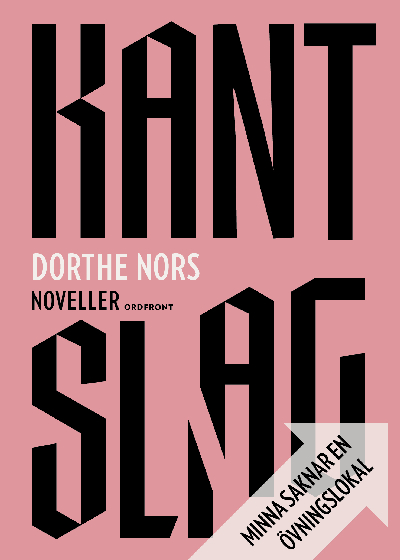 KANT
DORTHE NORS
NOVELLER ORDFRONT
SLAG
MINNA SAKNAR EN
ÖVNINGSLOKAL